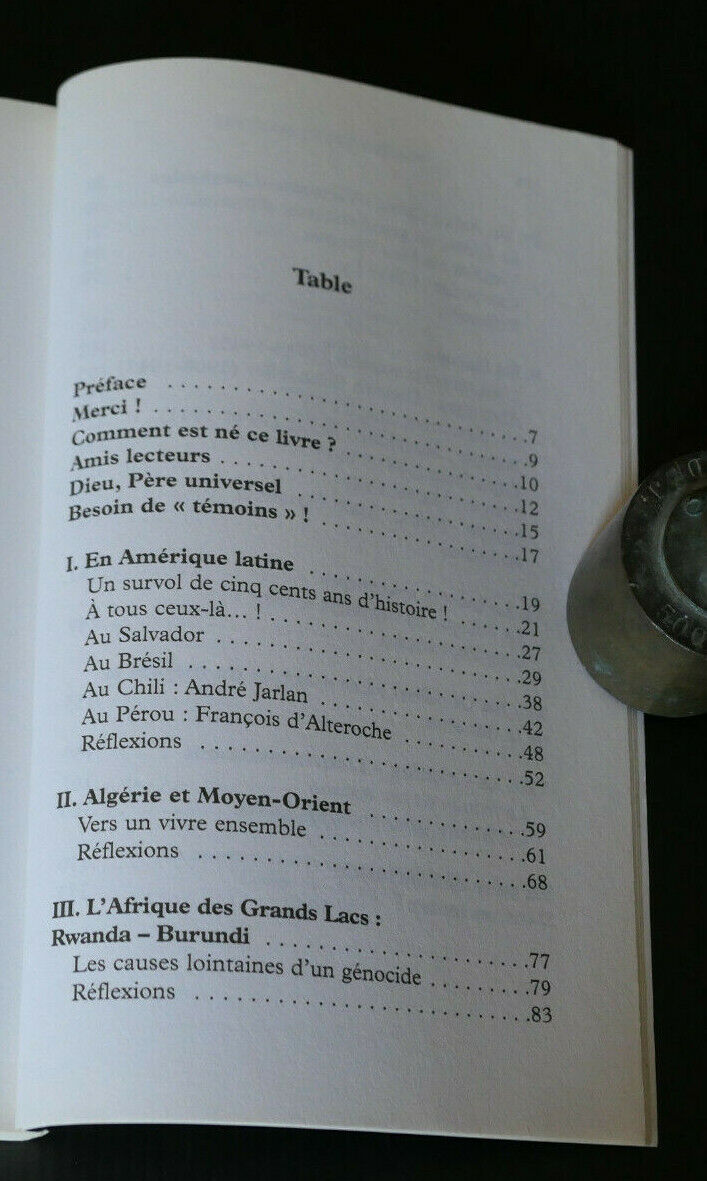 Table
Préface . . . . . . . . . . . . . . . . . . . . . . . . . . . .7
Merci ! . . . . . . . . . . . . . . . . . . . . . . . . . . . .9
Comment est né ce livre ? . . . . . . . . . . . . . .10
Amis lecteurs . . . . . . . . . . . . . . . . . . . . . . .12
Dieu, Père universel . . . . . . . . . . . . . . . . . .15
Besoin de « témoins » ! . . . . . . . . . . . . . . . .17
I. En Amérique latine . . . . . . . . . . . . . . . . .19
Un survol de cinq cents ans d'histoire ! . . . . .21
À tous ceux-là… ! . . . . . . . . . . . . . . . . . . . .27
Au Salvador . . . . . . . . . . . . . . . . . . . . . . . .29
Au Brésil . . . . . . . . . . . . . . . . . . . . . . . . . .38
Au Chili : André Jarlan . . . . . . . . . . . . . . . .42
Au Pérou : François d'Alteroche . . . . . . . . . .48
Réflexions . . . . . . . . . . . . . . . . . . . . . . . . .52
II. Algérie et Moyen-Orient . . . . . . . . . . . . .59
Vers un vivre ensemble . . . . . . . . . . . . . . . .61
Réflexions . . . . . . . . . . . . . . . . . . . . . . . . .68
III. L'Afrique des Grands Lacs :
Rwanda – Burundi . . . . . . . . . . . . . . . . . . . .77
Les causes lointaines d'un génocide . . . . . . . .79
Réflexions . . . . . . . . . . . . . . . . . . . . . . . . .83